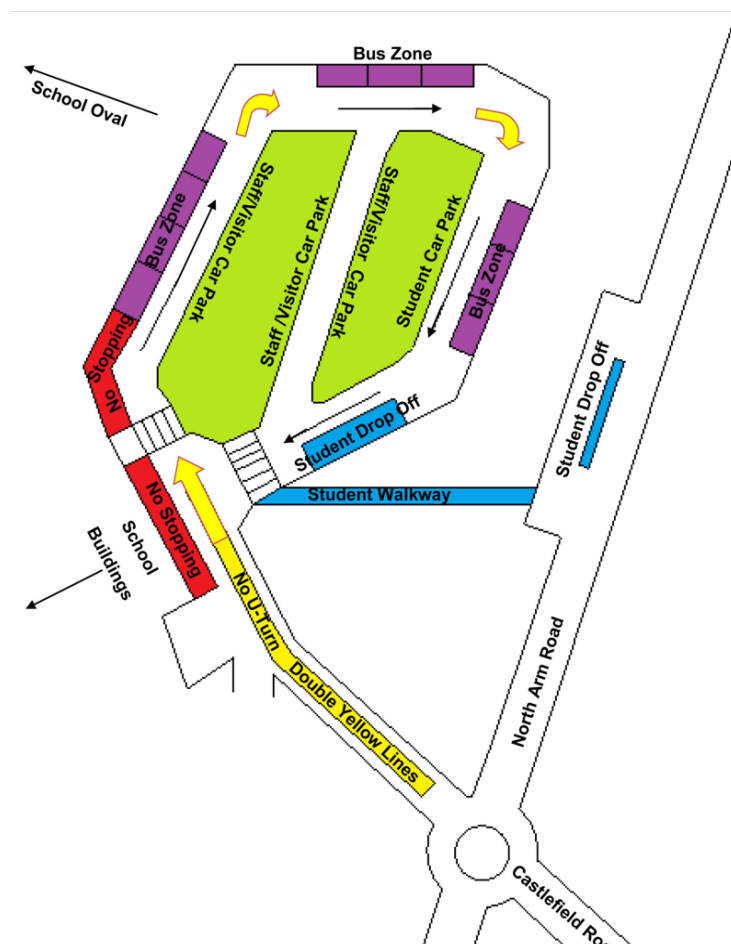 Bus Zone
School Oval
Staff/Visitor Car Park
Staff /Visitor Car Park
Staff/Visitor Car Park
Student Car Park
Bus Zone
Bus Zone
No Stopping
Student Drop Off
Student Drop Off
Student Walkway
No Stopping
School
Buildings
No U-Turn
Double Yellow Lines
North Arm Road
Castlefield Ro